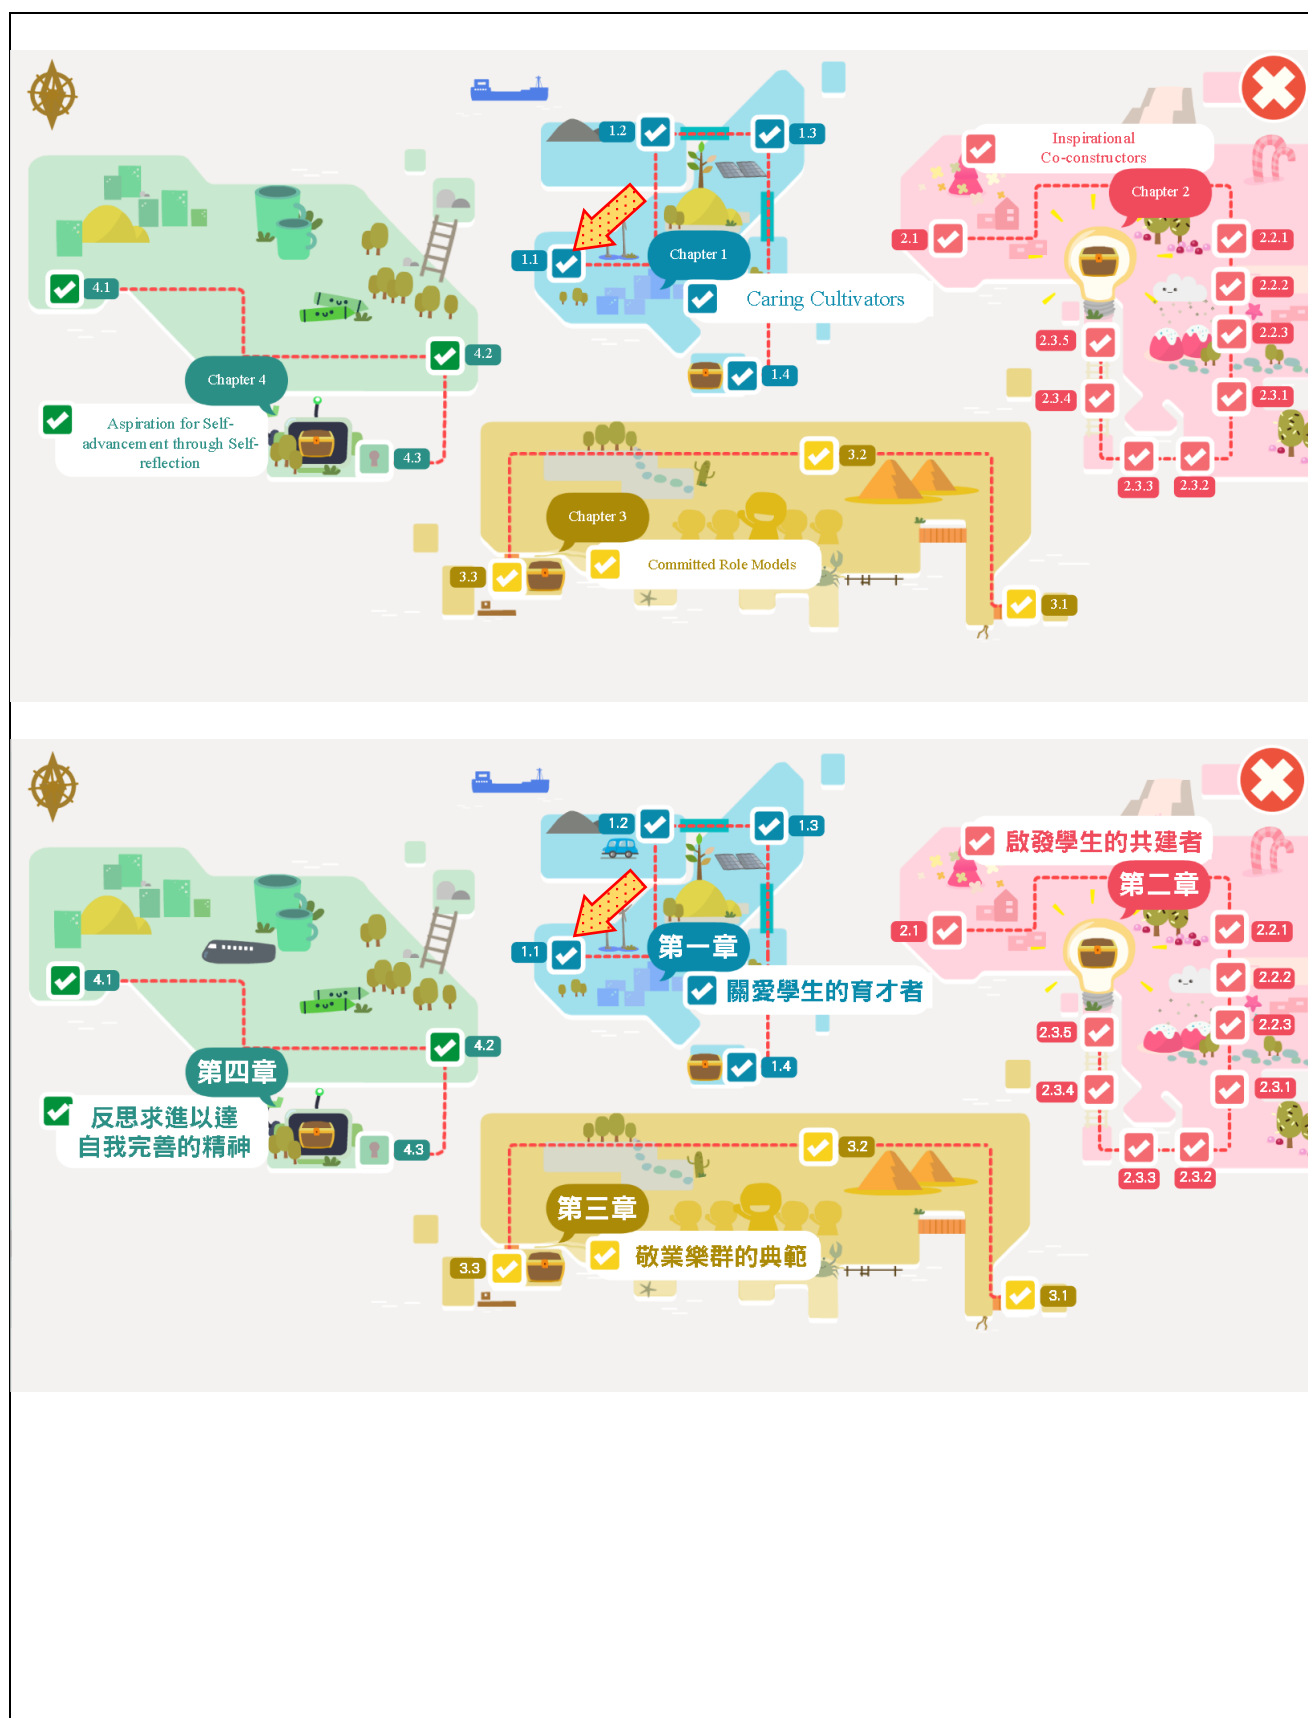 1.2
1.3
Inspirational
Co-constructors
Chapter 2
2.1
2.2.1
1.1
Chapter 1
4.1
2.2.2
Caring Cultivators
2.2.3
2.3.5
4.2
1.4
Chapter 4
2.3.4
2.3.1
Aspiration for Self-
advancement through Self-
reflection
4.3
3.2
2.3.3
2.3.2
Chapter 3
3.3
Committed Role Models
3.1
1.2
1.3
啟發學生的共建者
第二章
2.1
2.2.1
1.1
第一章
4.1
2.2.2
關愛學生的育才者
2.2.3
2.3.5
4.2
1.4
第四章
2.3.4
2.3.1
反思求進以達
自我完善的精神
4.3
3.2
2.3.3
2.3.2
第三章
3.3
敬業樂群的典範
3.1